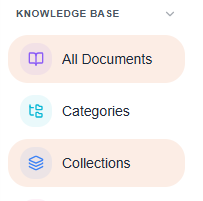 KNOWLEDGE BASE
All Documents
Categories
Collections